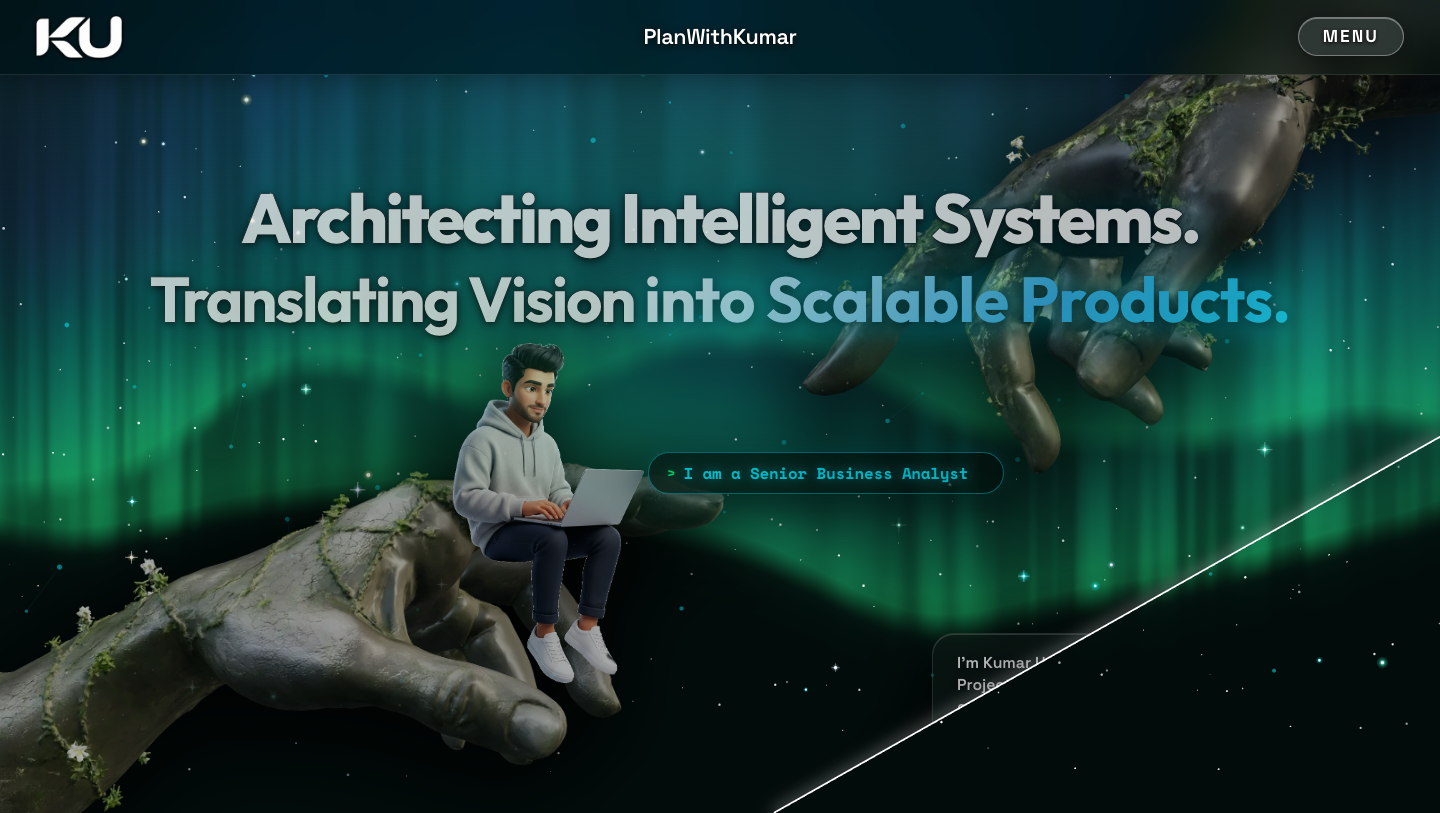 KU
PlanWithKumar
MENU
Architecting Intelligent Systems.
Translating Vision into Scalable Products.
> I am a Senior Business Analyst
I'm Kumar